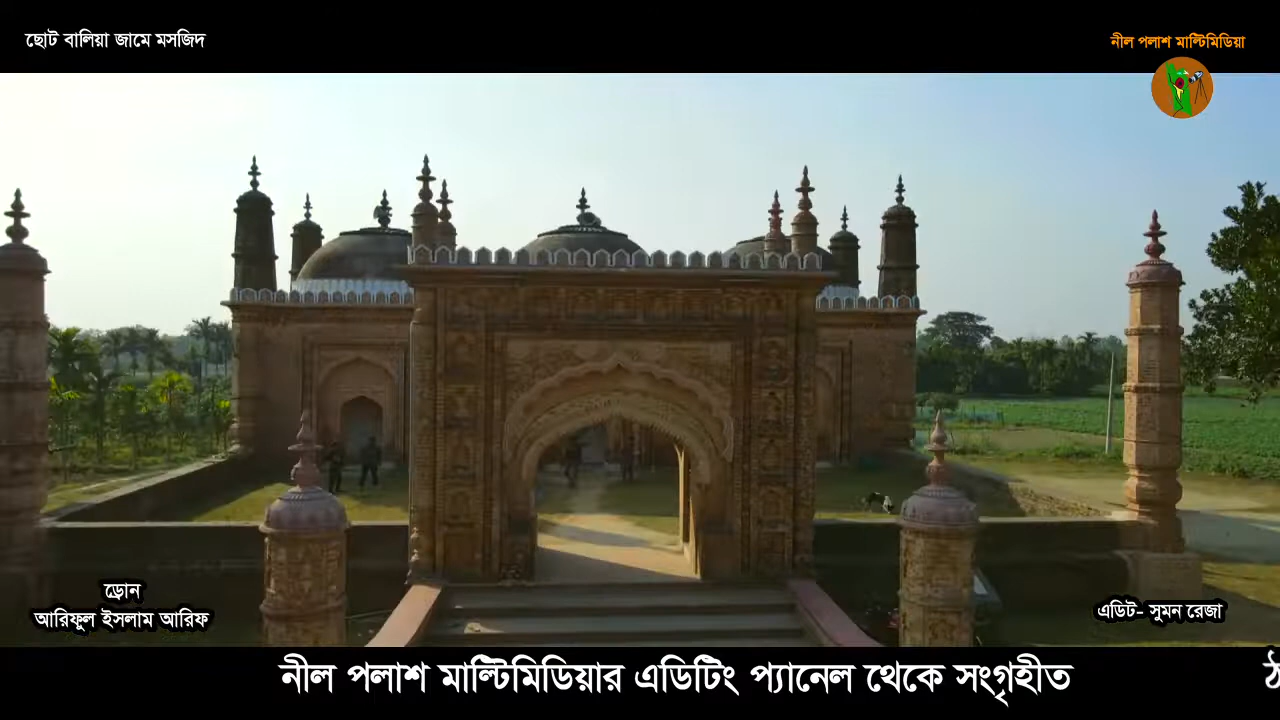 ছোট বালিয়া জামে মসজিদ
নীল পলাশ মাল্টিমিডিয়া
ড্রোন
আরিফুল ইসলাম আরিফ
এডিট- সুমন রেজা
নীল পলাশ মাল্টিমিডিয়ার এডিটিং প্যানেল থেকে সংগৃহীত